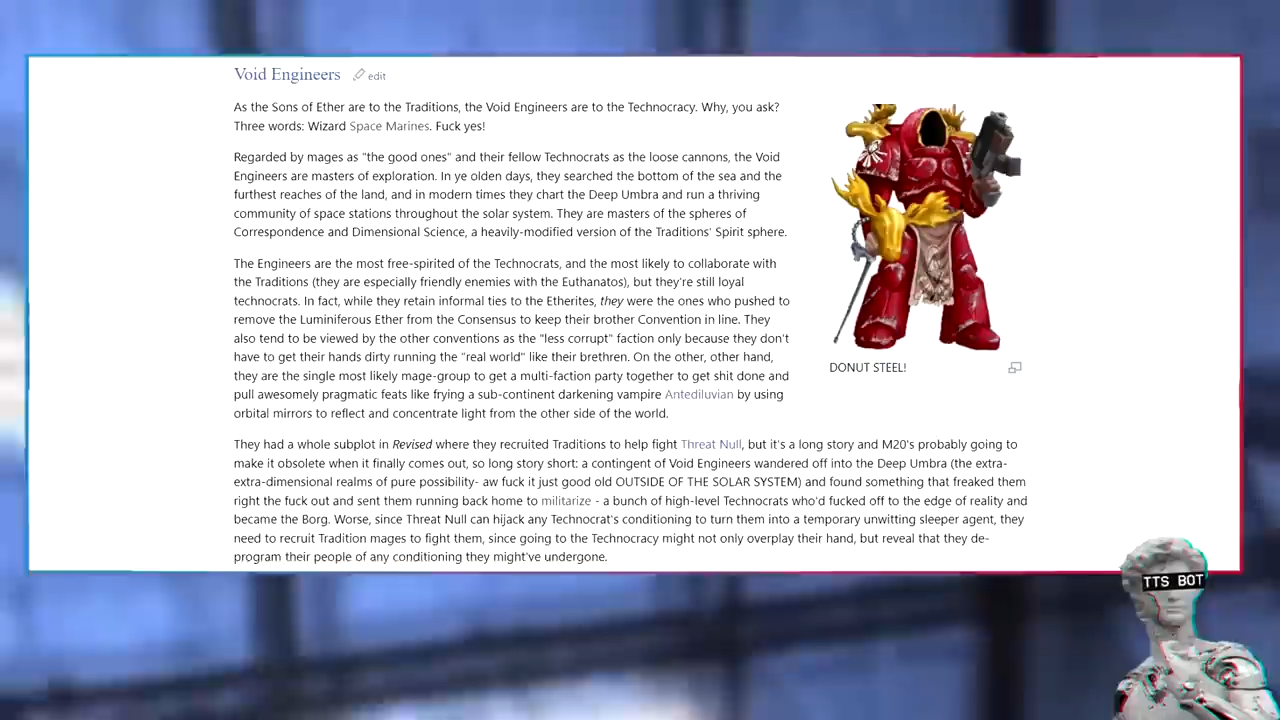 Void Engineers edit
As the Sons of Ether are to the Traditions, the Void Engineers are to the Technocracy. Why, you ask?
Three words: Wizard Space Marines. Fuck yes!
Regarded by mages as "the good ones" and their fellow Technocrats as the loose cannons, the Void
Engineers are masters of exploration. In ye olden days, they searched the bottom of the sea and the
furthest reaches of the land, and in modern times they chart the Deep Umbra and run a thriving
community of space stations throughout the solar system. They are masters of the spheres of
Correspondence and Dimensional Science, a heavily-modified version of the Traditions' Spirit sphere.
The Engineers are the most free-spirited of the Technocrats, and the most likely to collaborate with
the Traditions (they are especially friendly enemies with the Euthanatos), but they're still loyal
technocrats. In fact, while they retain informal ties to the Etherites, they were the ones who pushed to
remove the Luminiferous Ether from the Consensus to keep their brother Convention in line. They
also tend to be viewed by the other conventions as the "less corrupt" faction only because they don't
have to get their hands dirty running the "real world" like their brethren. On the other, other hand,
they are the single most likely mage-group to get a multi-faction party together to get shit done and
pull awesomely pragmatic feats like frying a sub-continent darkening vampire Antediluvian by using
orbital mirrors to reflect and concentrate light from the other side of the world.
DONUT STEEL!
They had a whole subplot in Revised where they recruited Traditions to help fight Threat Null, but it's a long story and M20's probably going to
make it obsolete when it finally comes out, so long story short: a contingent of Void Engineers wandered off into the Deep Umbra (the extra-
extra-dimensional realms of pure possibility- aw fuck it just good old OUTSIDE OF THE SOLAR SYSTEM) and found something that freaked them
right the fuck out and sent them running back home to militarize - a bunch of high-level Technocrats who'd fucked off to the edge of reality and
became the Borg. Worse, since Threat Null can hijack any Technocrat's conditioning to turn them into a temporary unwitting sleeper agent, they
need to recruit Tradition mages to fight them, since going to the Technocracy might not only overplay their hand, but reveal that they de-
program their people of any conditioning they might've undergone.
TTS BOT